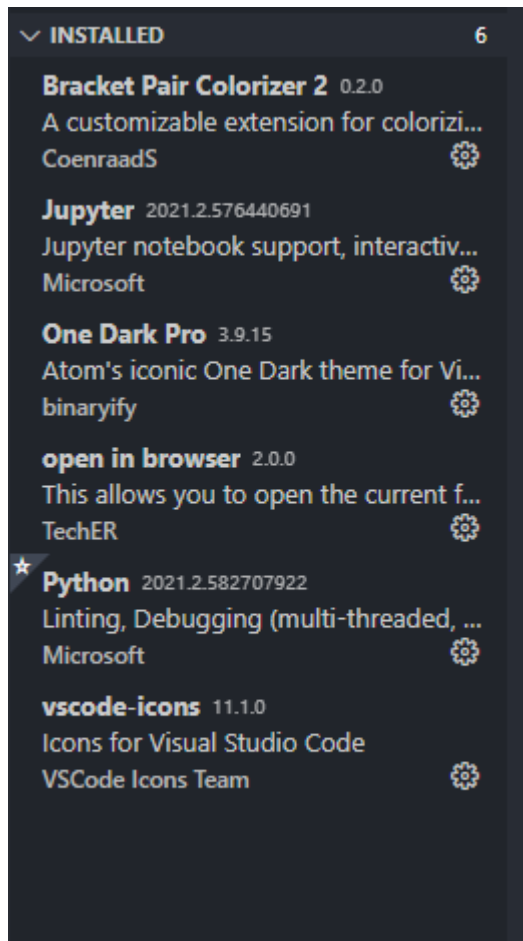 INSTALLED 6
Bracket Pair Colorizer 2 0.2.0
A customizable extension for colorizi...
CoenraadS
Jupyter 2021.2.576440691
Jupyter notebook support, interactiv...
Microsoft
One Dark Pro 3.9.15
Atom's iconic One Dark theme for Vi...
binaryify
open in browser 2.0.0
This allows you to open the current f...
TechER
Python 2021.2.582707922
Linting, Debugging (multi-threaded, ...
Microsoft
vscode-icons 11.1.0
Icons for Visual Studio Code
VSCode Icons Team